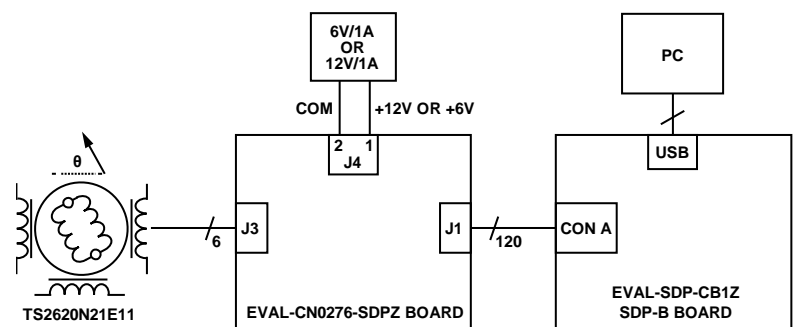 6V/1A
OR
12V/1A
PC
COM
+12V OR +6V
2 1
J4
USB
θ
J3
6
J1
120
CON A
TS2620N21E11
EVAL-CN0276-SDPZ BOARD
EVAL-SDP-CB1Z
SDP-B BOARD